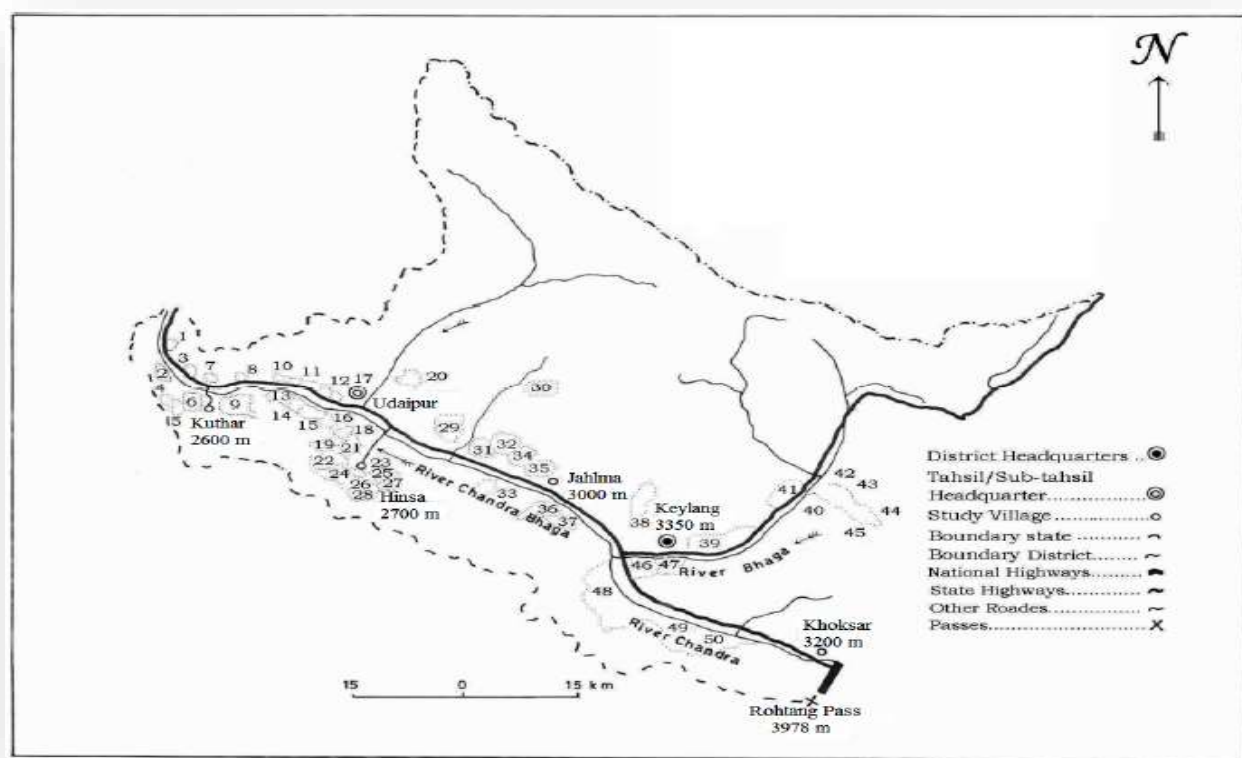 N
1
3
2
7
4
8
10
11
12
17
20
5
6
9
13
14
15
16
18
Udaipur
Kuthar
2600 m
19
21
22
23
24
25
26
27
28
Hinsa
2700 m
29
30
31
32
34
35
33
36
37
Jahlma
3000 m
River Chandra Bhaga
38
Keylang
3350 m
39
40
41
42
43
44
45
46
47
River Bhaga
48
49
50
River Chandra
Khoksar
3200 m
Rohtang Pass
3978 m
15 0 15 km
District Headquarters ..
Tahsil/Sub-tahsil
Headquarter
Study Village
Boundary state
Boundary District
National Highways
State Highways
Other Roades
Passes